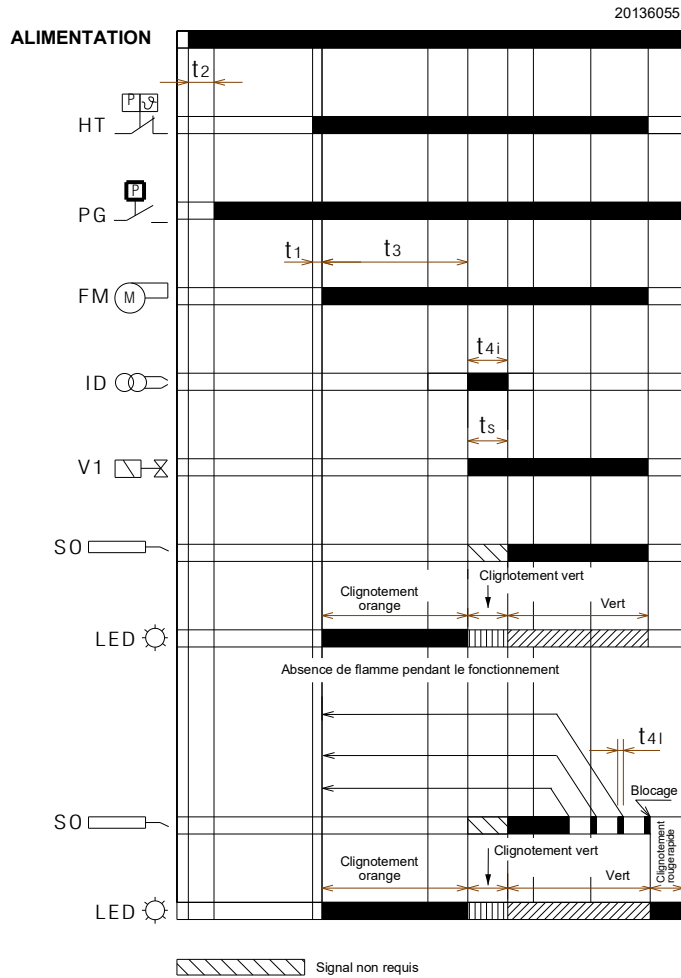 20136055
ALIMENTATION
t2
P ϑ
HT
P
PG
t1 t3
FM M
t4i
ID
ts
V1
SO
Clignotement vert
Clignotement
orange
Vert
LED
Absence de flamme pendant le fonctionnement
t4l
Blocage
SO
Clignotement
rouge rapide
Clignotement vert
Clignotement
orange
Vert
LED
Signal non requis